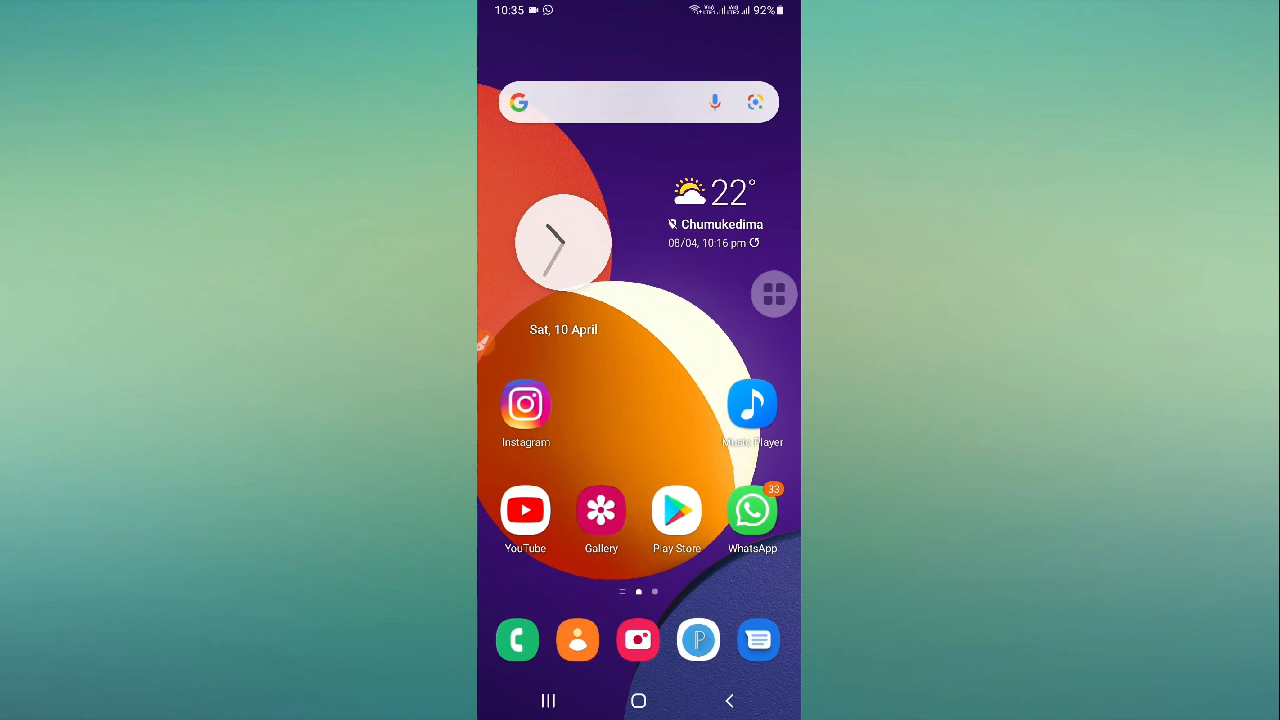 10:35
92%
22°
Chumukedima
08/04, 10:16 pm
Sat, 10 April
Instagram
Music Player
33
YouTube
Gallery
Play Store
WhatsApp